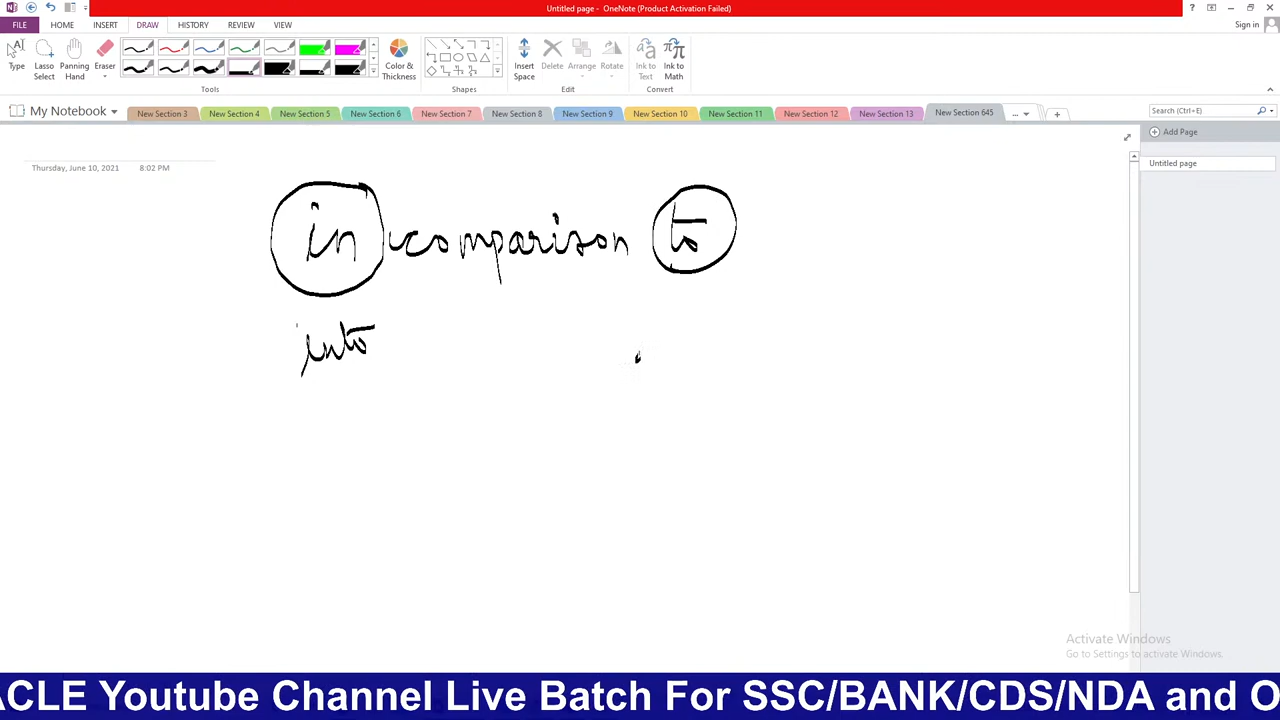 Untitled page - OneNote (Product Activation Failed)
FILE HOME INSERT DRAW HISTORY REVIEW VIEW
Sign in
Type Lasso Select Panning Hand Eraser Color & Thickness Insert Space Delete Arrange Rotate Ink to Text Ink to Math
Tools Shapes Edit Convert
My Notebook New Section 3 New Section 4 New Section 5 New Section 6 New Section 7 New Section 8 New Section 9 New Section 10 New Section 11 New Section 12 New Section 13 New Section 645 ... Search (Ctrl+E)
Add Page
Untitled page
Thursday, June 10, 2021 8:02 PM
in comparison to
into
Activate Windows
Go to Settings to activate Windows.
ACLE Youtube Channel Live Batch For SSC/BANK/CDS/NDA and O